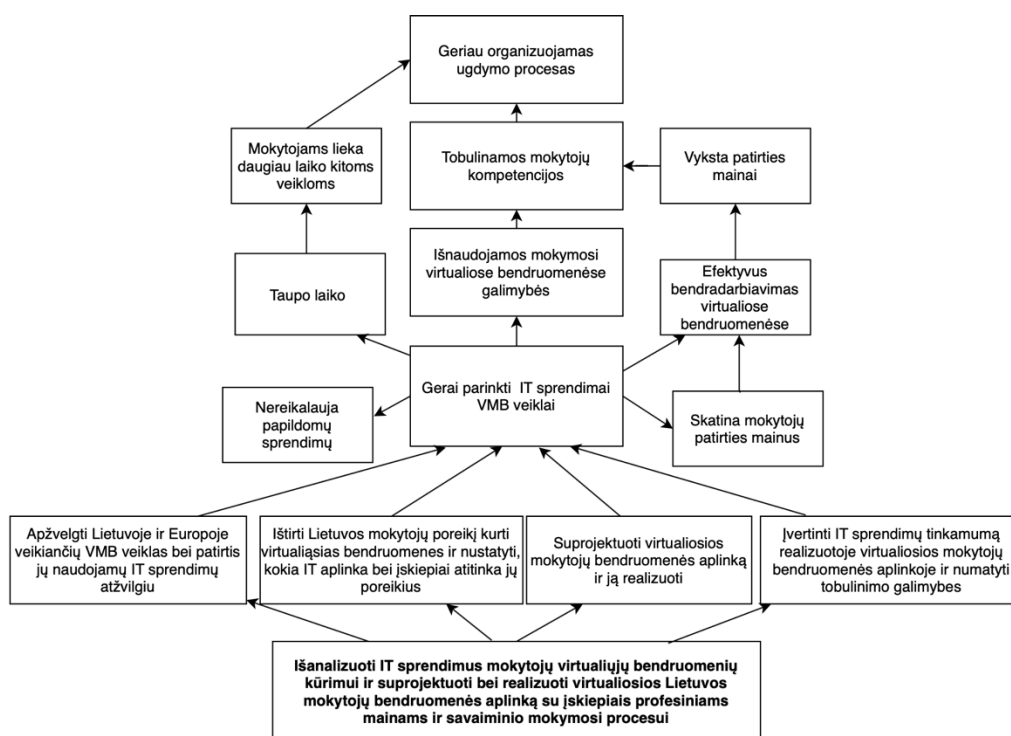 Geriau organizuojamas
ugdymo procesas
Mokytojams lieka
daugiau laiko kitoms
veikloms
Tobulinamos mokytojų
kompetencijos
Vyksta patirties
mainai
Taupo laiko
Išnaudojamos mokymosi
virtualiose bendruomenėse
galimybės
Efektyvus
bendradarbiavimas
virtualiose
bendruomenėse
Gerai parinkti IT sprendimai
VMB veiklai
Nereikalauja
papildomų
sprendimų
Skatina mokytojų
patirties mainus
Apžvelgti Lietuvoje ir Europoje
veikiančių VMB veiklas bei patirtis
jų naudojamų IT sprendimų
atžvilgiu
Ištirti Lietuvos mokytojų poreikį kurti
virtualiąsias bendruomenes ir nustatyti,
kokia IT aplinka bei įskiepiai atitinka jų
poreikius
Suprojektuoti virtualiosios
mokytojų bendruomenės aplinką
ir ją realizuoti
Įvertinti IT sprendimų tinkamumą
realizuotoje virtualiosios mokytojų
bendruomenės aplinkoje ir numatyti
tobulinimo galimybes
Išanalizuoti IT sprendimus mokytojų virtualiųjų bendruomenių
kūrimui ir suprojektuoti bei realizuoti virtualiosios Lietuvos
mokytojų bendruomenės aplinką su įskiepiais profesiniams
mainams ir savaiminio mokymosi procesui